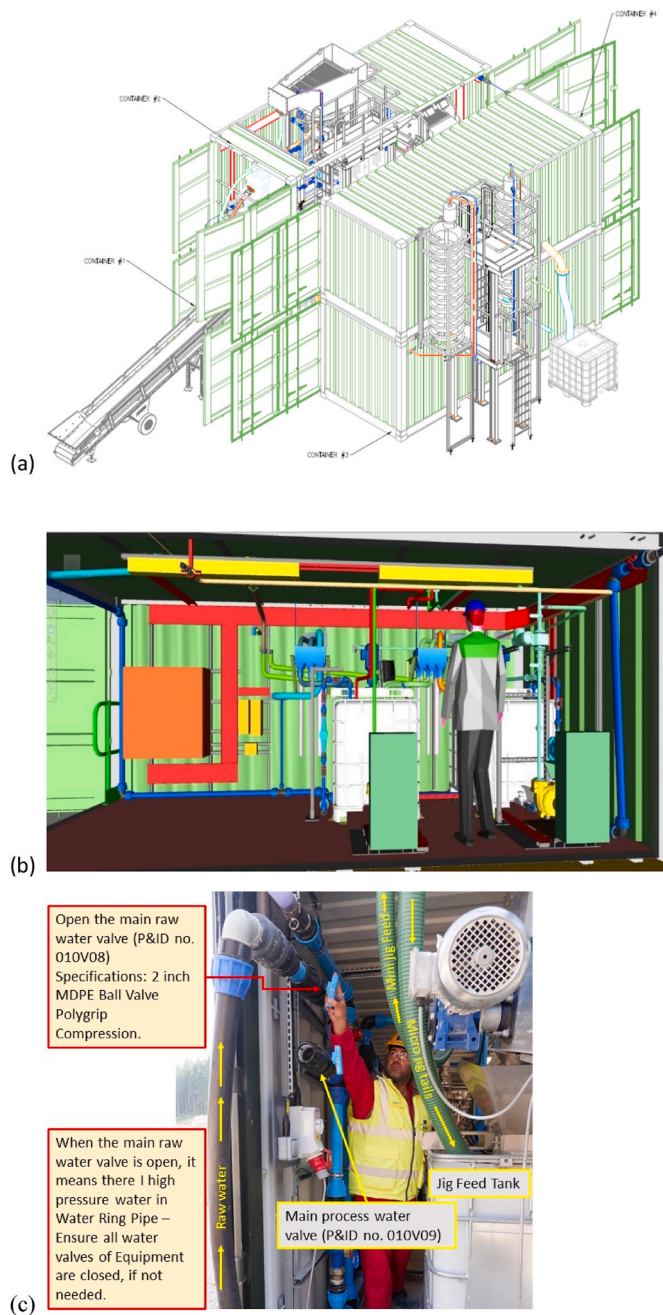 CONTAINER #4
CONTAINER #2
CONTAINER #1
CONTAINER #3
(a)
(b)
Open the main raw
water valve (P&ID no.
010V08)
Specifications: 2 inch
MDPE Ball Valve
Polygrip
Compression.
When the main raw
water valve is open, it
means there I high
pressure water in
Water Ring Pipe –
Ensure all water
valves of Equipment
are closed, if not
needed.
Raw water
Mini jig Feed
Micro jig tails
Jig Feed Tank
Main process water
valve (P&ID no. 010V09)
(c)